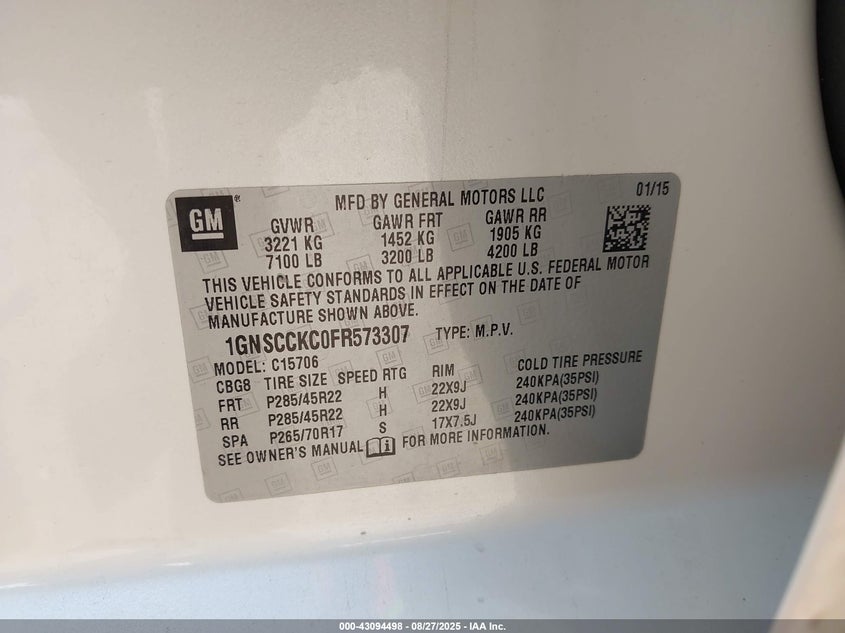 GM®
MFD BY GENERAL MOTORS LLC 01/15
GVWR GAWR FRT GAWR RR
3221 KG 1452 KG 1905 KG
7100 LB 3200 LB 4200 LB
THIS VEHICLE CONFORMS TO ALL APPLICABLE U.S. FEDERAL MOTOR
VEHICLE SAFETY STANDARDS IN EFFECT ON THE DATE OF
MANUFACTURE SHOWN ABOVE.
1GNSCCKC0FR573307 TYPE: M.P.V.
MODEL: C15706
CBG8 TIRE SIZE SPEED RTG RIM COLD TIRE PRESSURE
FRT P285/45R22 H 22X9J 240KPA(35PSI)
RR P285/45R22 H 22X9J 240KPA(35PSI)
SPA P265/70R17 S 17X7.5J 240KPA(35PSI)
SEE OWNER'S MANUAL FOR MORE INFORMATION.
000-43094498 - 08/27/2025 - IAA Inc.